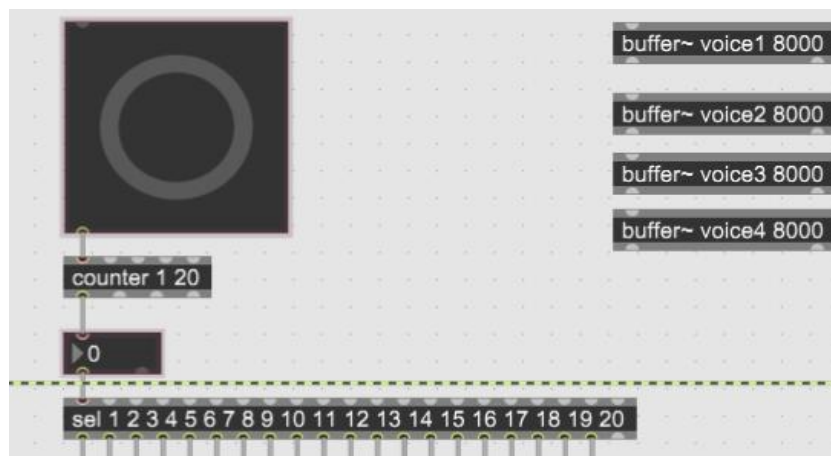 buffer~ voice1 8000
buffer~ voice2 8000
buffer~ voice3 8000
buffer~ voice4 8000
counter 1 20
0
sel 1 2 3 4 5 6 7 8 9 10 11 12 13 14 15 16 17 18 19 20